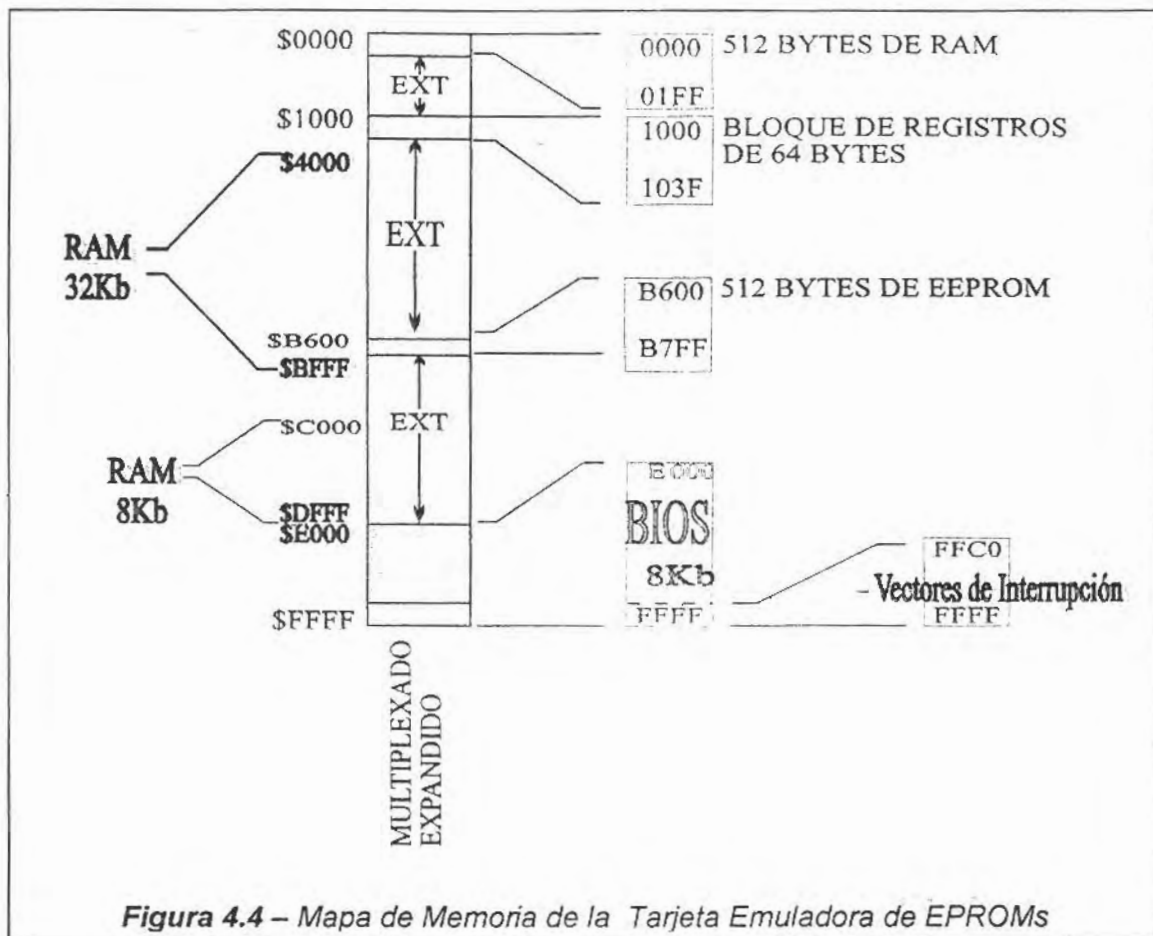 $0000
EXT
$1000
$4000
RAM
32Kb
EXT
$B600
$BFFF
EXT
$C000
RAM
8Kb
$DFFF
$E000
$FFFF
MULTIPLEXADO
EXPANDIDO
0000
512 BYTES DE RAM
01FF
1000
BLOQUE DE REGISTROS
DE 64 BYTES
103F
B600
512 BYTES DE EEPROM
B7FF
E000
BIOS
8Kb
FFFF
FFC0
Vectores de Interrupción
FFFF
Figura 4.4 – Mapa de Memoria de la Tarjeta Emuladora de EPROMs